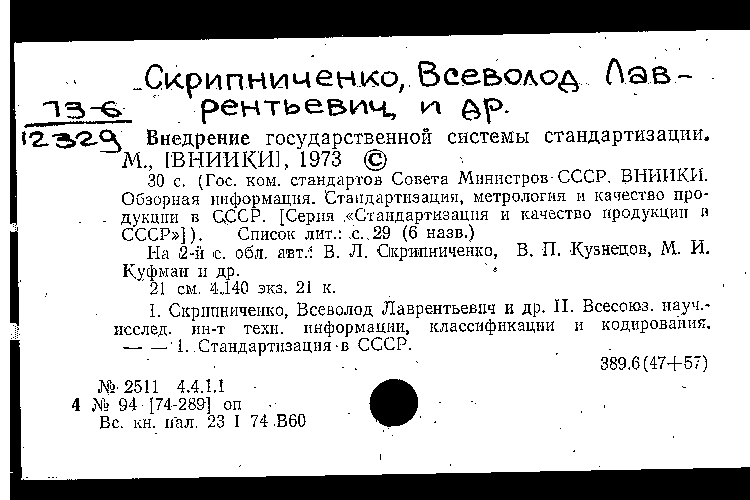 Скрипниченко, Всеволод Лав-
рентьевич, и др.
73-6
12329
Внедрение государственной системы стандартизации.
М., [ВНИИКИ], 1973 ©
30 с. (Гос. ком. стандартов Совета Министров СССР. ВНИИКИ.
Обзорная информация. Стандартизация, метрология и качество про-
дукции в СССР. [Серия «Стандартизация и качество продукции в
СССР»]). Список лит.: с. 29 (6 назв.)
На 2-й с. обл. авт.: В. Л. Скрипниченко, В. П. Кузнецов, М. И.
Куфман и др.
21 см. 4.140 экз. 21 к.
1. Скрипниченко, Всеволод Лаврентьевич и др. II. Всесоюз. науч.-
исслед. ин-т техн. информации, классификации и кодирования.
— — 1. Стандартизация в СССР.
389.6(47+57)
№ 2511 4.4.1.1
4 № 94 [74-289] оп
Вс. кн. пал. 23 I 74 В60